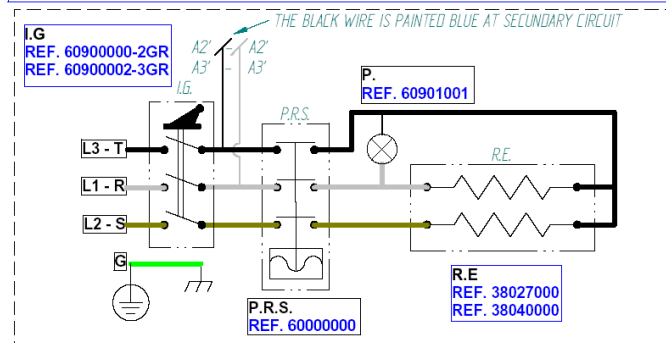 THE BLACK WIRE IS PAINTED BLUE AT SECUNDARY CIRCUIT
I.G
REF. 60900000-2GR
REF. 60900002-3GR
A2' - A2'
A3' - A3'
I.G.
P.
REF. 60901001
P.R.S.
R.E.
L3 - T
L1 - R
L2 - S
G
P.R.S.
REF. 60000000
R.E
REF. 38027000
REF. 38040000